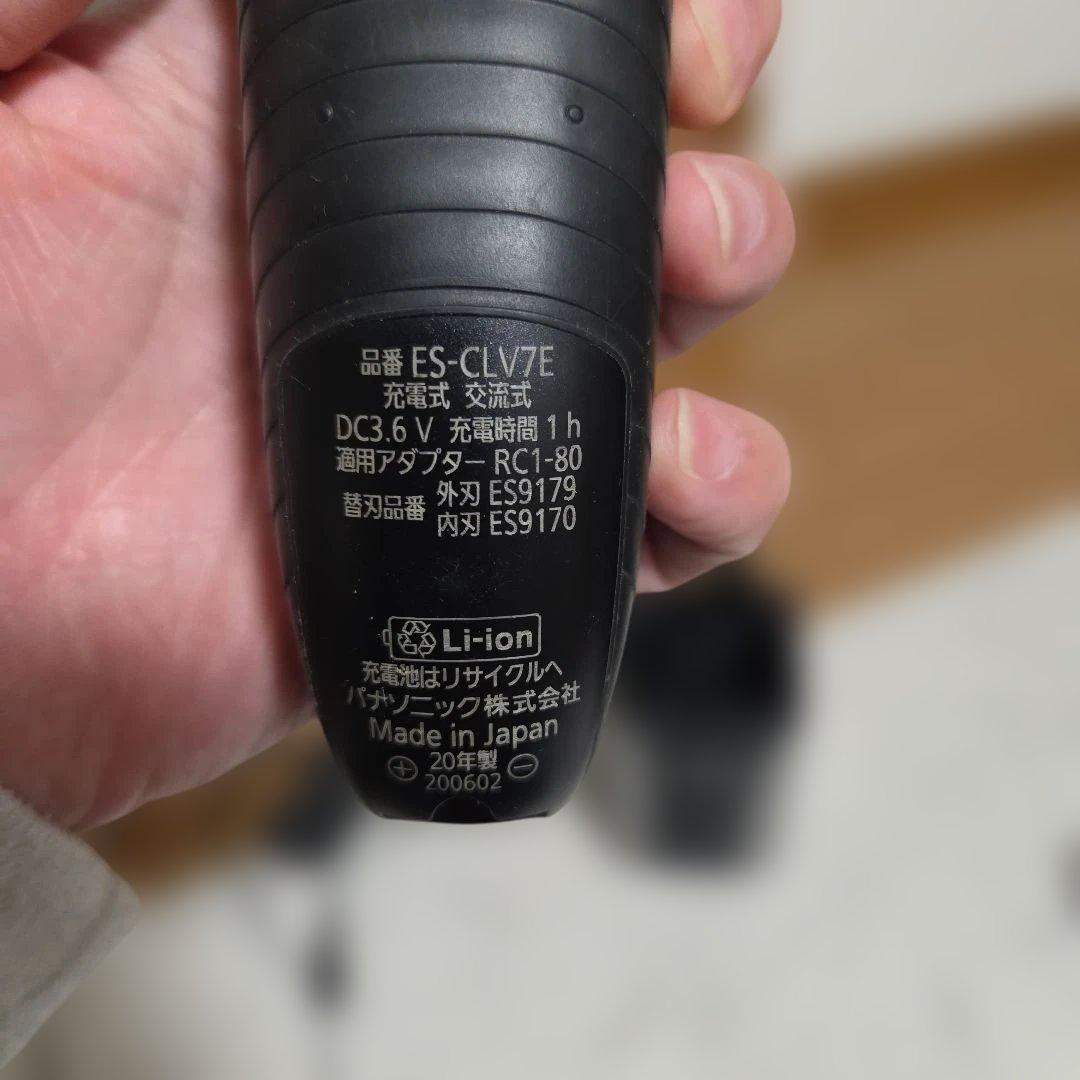 品番 ES-CLV7E
充電式 交流式
DC3.6 V 充電時間 1 h
適用アダプター RC1-80
替刃品番 外刃 ES9179
内刃 ES9170
Li-ion
充電池はリサイクルへ
パナソニック株式会社
Made in Japan
20年製
200602